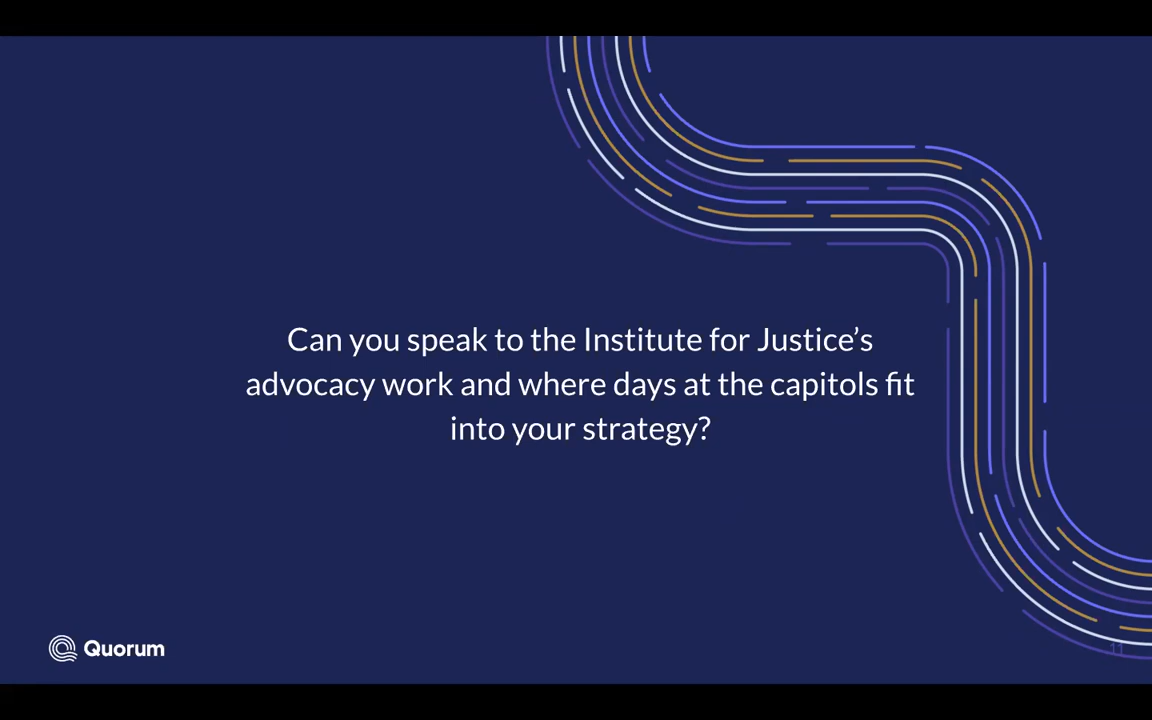 Can you speak to the Institute for Justice’s
advocacy work and where days at the capitols fit
into your strategy?
Quorum
11